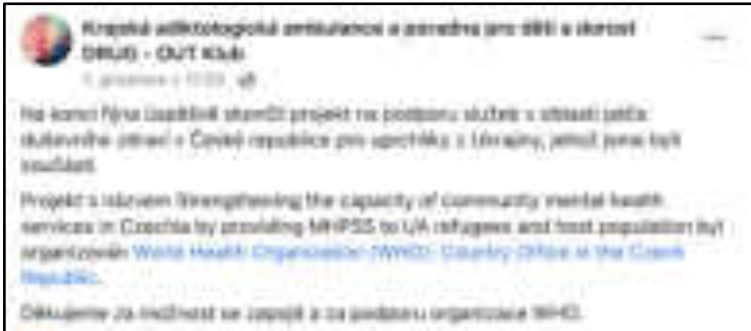 Krajská adiktologická ambulance a poradna pro děti a dorost
DRUG - OUT Klub
Na konci října úspěšně skončil projekt na podporu služeb v oblasti péče
duševního zdraví v České republice pro uprchlíky z Ukrajiny, jehož jsme byli
součástí.
Projekt s názvem Strengthening the capacity of community mental health
services in Czechia by providing MHPSS to UA refugees and host population byl
organizován World Health Organization (WHO) Country Office in the Czech
Republic.
Děkujeme za možnost se zapojit a za podporu organizace WHO.